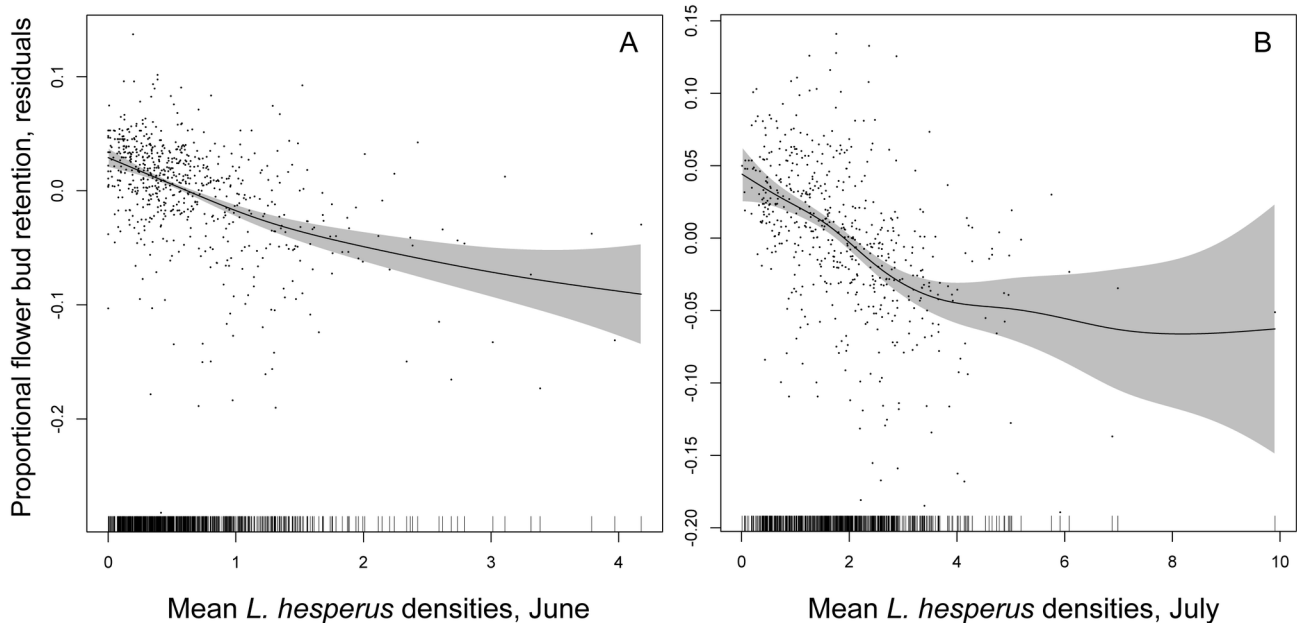 Proportional flower bud retention, residuals
A
0.1
0.0
-0.1
-0.2
0 1 2 3 4
Mean L. hesperus densities, June
B
0.15
0.10
0.05
0.00
-0.05
-0.10
-0.15
-0.20
0 2 4 6 8 10
Mean L. hesperus densities, July